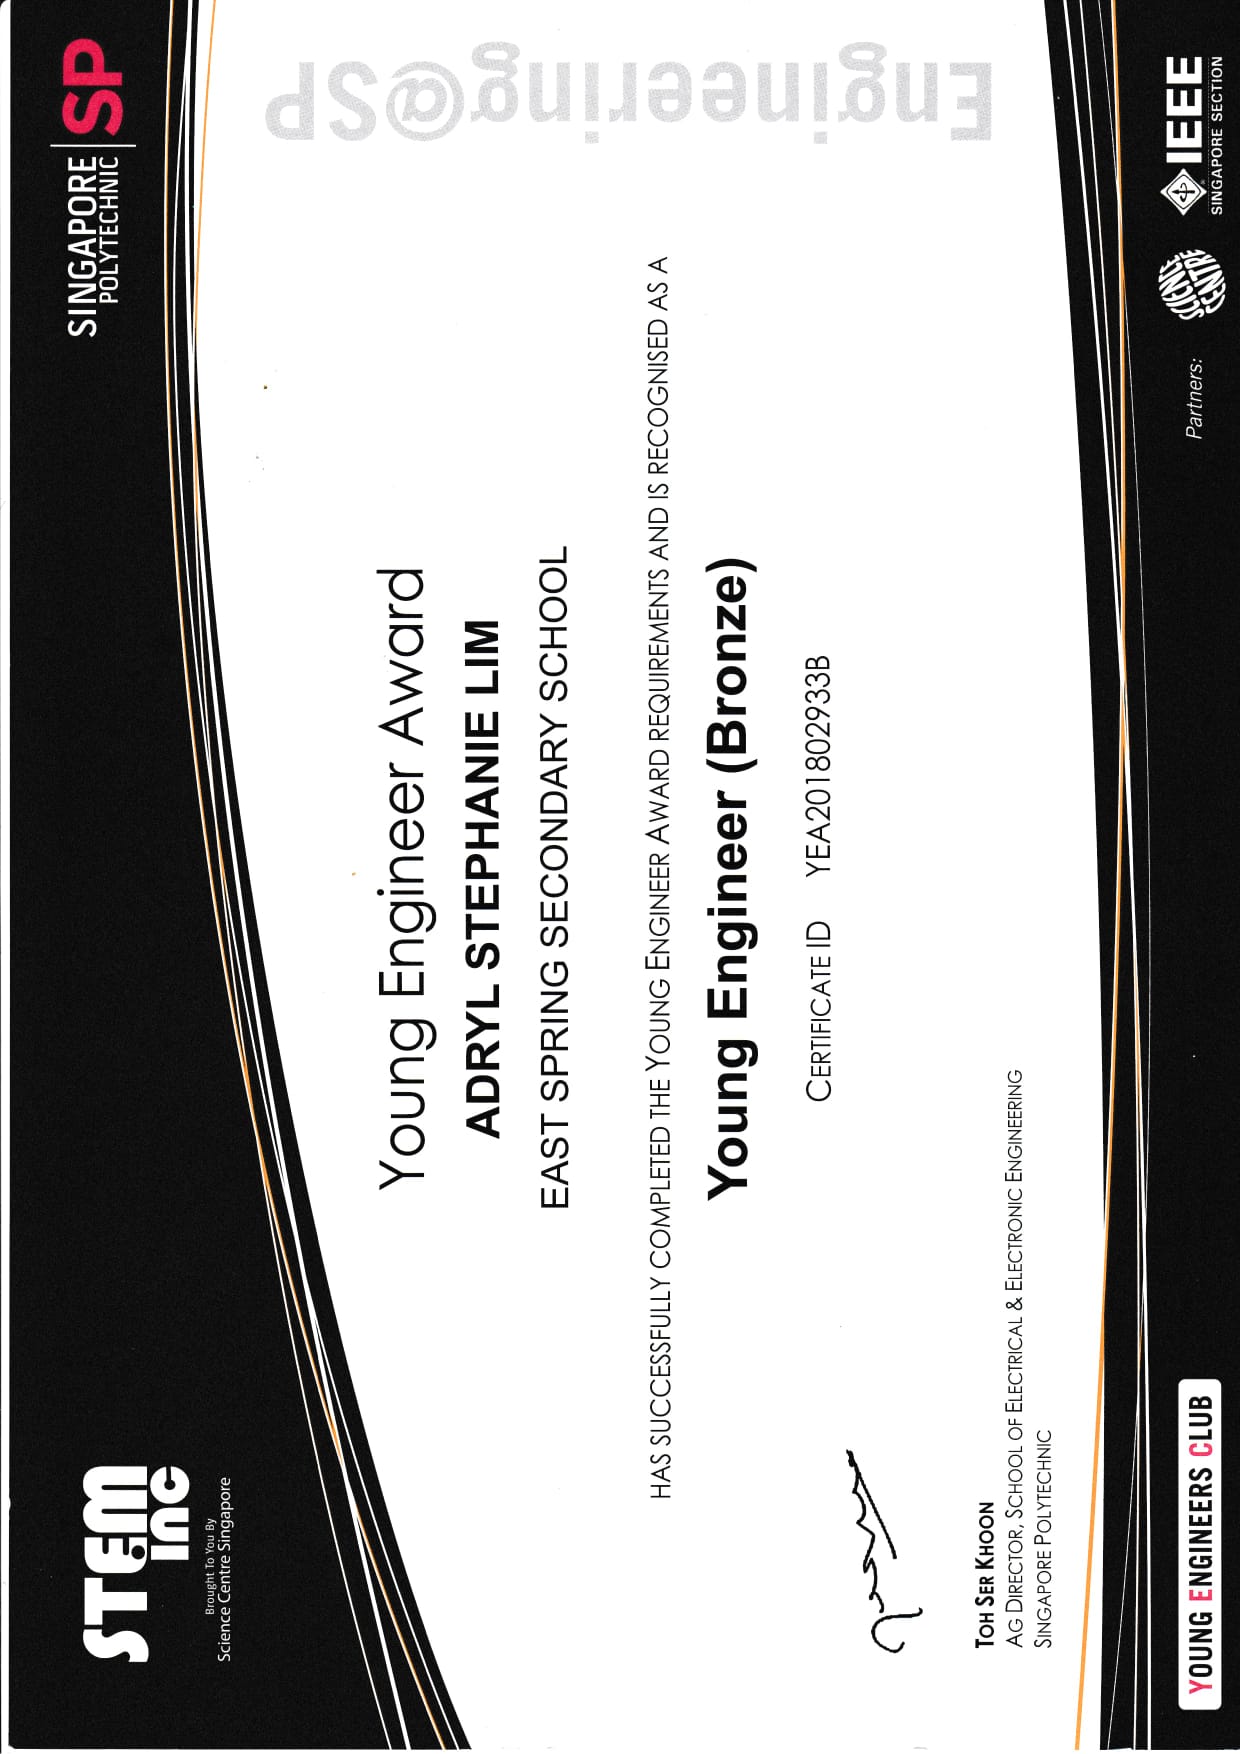 STEM
inc
Brought To You By
Science Centre Singapore
SINGAPORE
POLYTECHNIC
SP
Engineering@SP
Young Engineer Award
ADRYL STEPHANIE LIM
EAST SPRING SECONDARY SCHOOL
HAS SUCCESSFULLY COMPLETED THE YOUNG ENGINEER AWARD REQUIREMENTS AND IS RECOGNISED AS A
Young Engineer (Bronze)
CERTIFICATE ID YEA201802933B
TOH SER KHOON
AG DIRECTOR, SCHOOL OF ELECTRICAL & ELECTRONIC ENGINEERING
SINGAPORE POLYTECHNIC
YOUNG ENGINEERS CLUB
Partners:
SCIENCE
CENTRE
IEEE
SINGAPORE SECTION